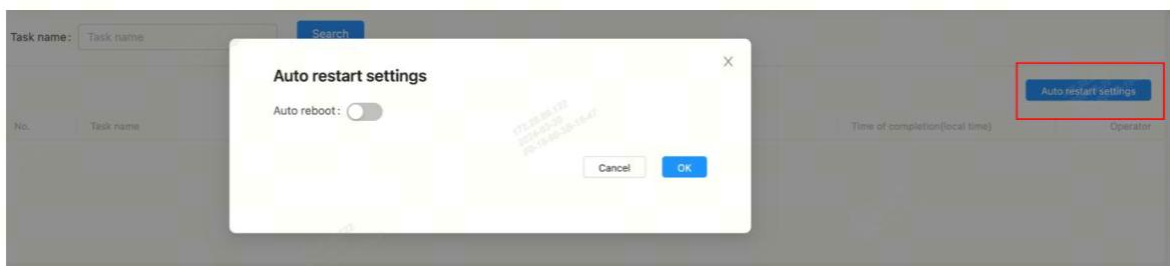 Task name:
Task name
Search
Auto restart settings
Auto reboot:
Cancel
OK
Auto restart settings
No.
Task name
Time of completion(local time)
Operator